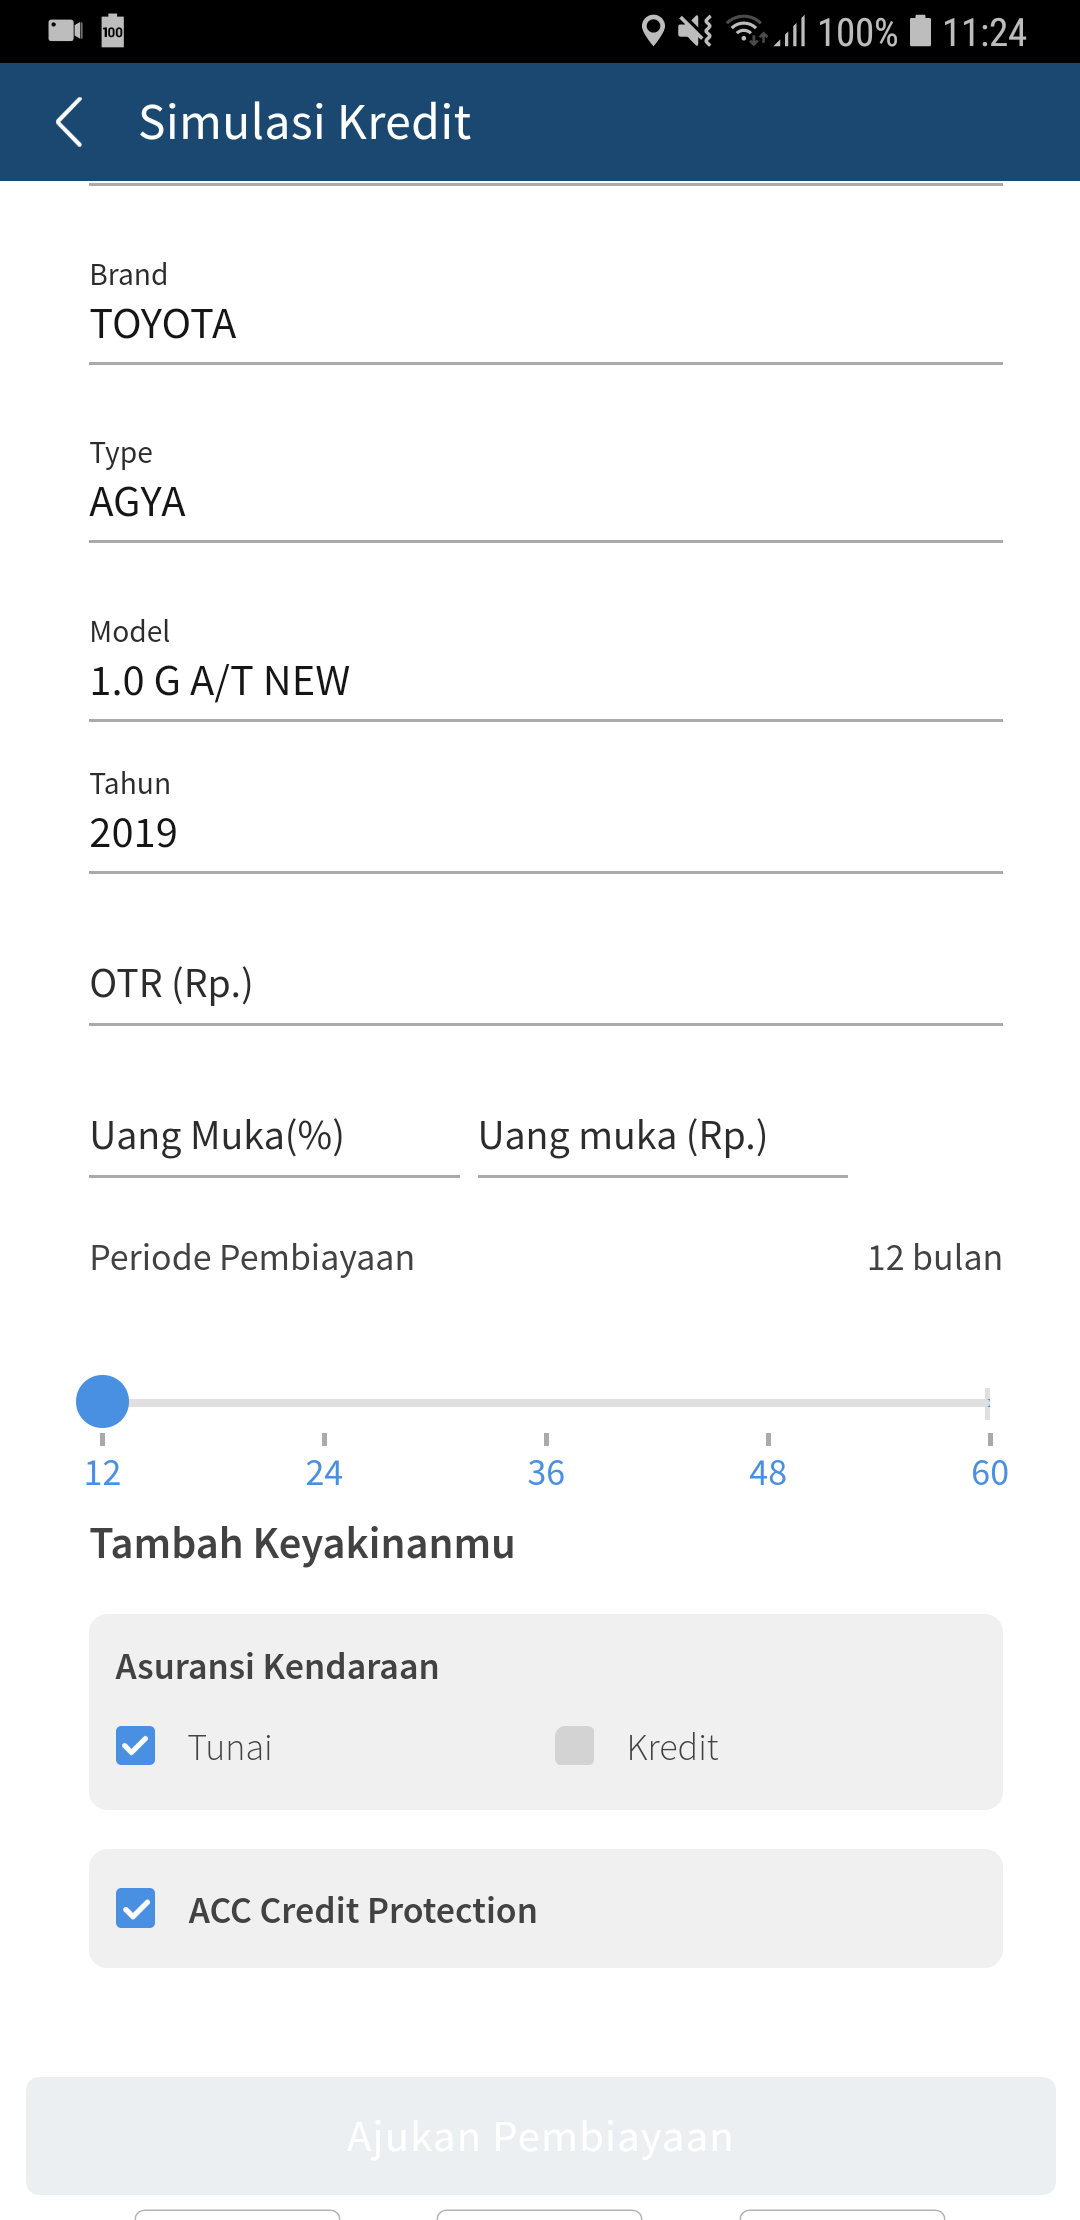 100 100% 11:24
Simulasi Kredit
Brand
TOYOTA
Type
AGYA
Model
1.0 G A/T NEW
Tahun
2019
OTR (Rp.)
Uang Muka(%) Uang muka (Rp.)
Periode Pembiayaan 12 bulan
12 24 36 48 60
Tambah Keyakinanmu
Asuransi Kendaraan
Tunai Kredit
ACC Credit Protection
Ajukan Pembiayaan